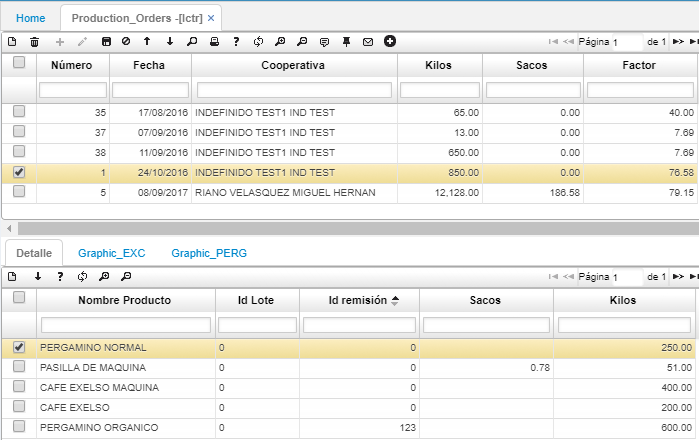 Home Production_Orders -[lctr] ×
Página 1 de 1
Número Fecha Cooperativa Kilos Sacos Factor
35 17/08/2016 INDEFINIDO TEST1 IND TEST 65.00 0.00 40.00
37 07/09/2016 INDEFINIDO TEST1 IND TEST 13.00 0.00 7.69
38 11/09/2016 INDEFINIDO TEST1 IND TEST 650.00 0.00 7.69
1 24/10/2016 INDEFINIDO TEST1 IND TEST 850.00 0.00 76.58
5 08/09/2017 RIANO VELASQUEZ MIGUEL HERNAN 12,128.00 186.58 79.15
Detalle Graphic_EXC Graphic_PERG
Página 1 de 1
Nombre Producto Id Lote Id remisión Sacos Kilos
PERGAMINO NORMAL 0 0 250.00
PASILLA DE MAQUINA 0 0 0.78 51.00
CAFE EXELSO MAQUINA 0 0 400.00
CAFE EXELSO 0 0 200.00
PERGAMINO ORGANICO 0 123 600.00